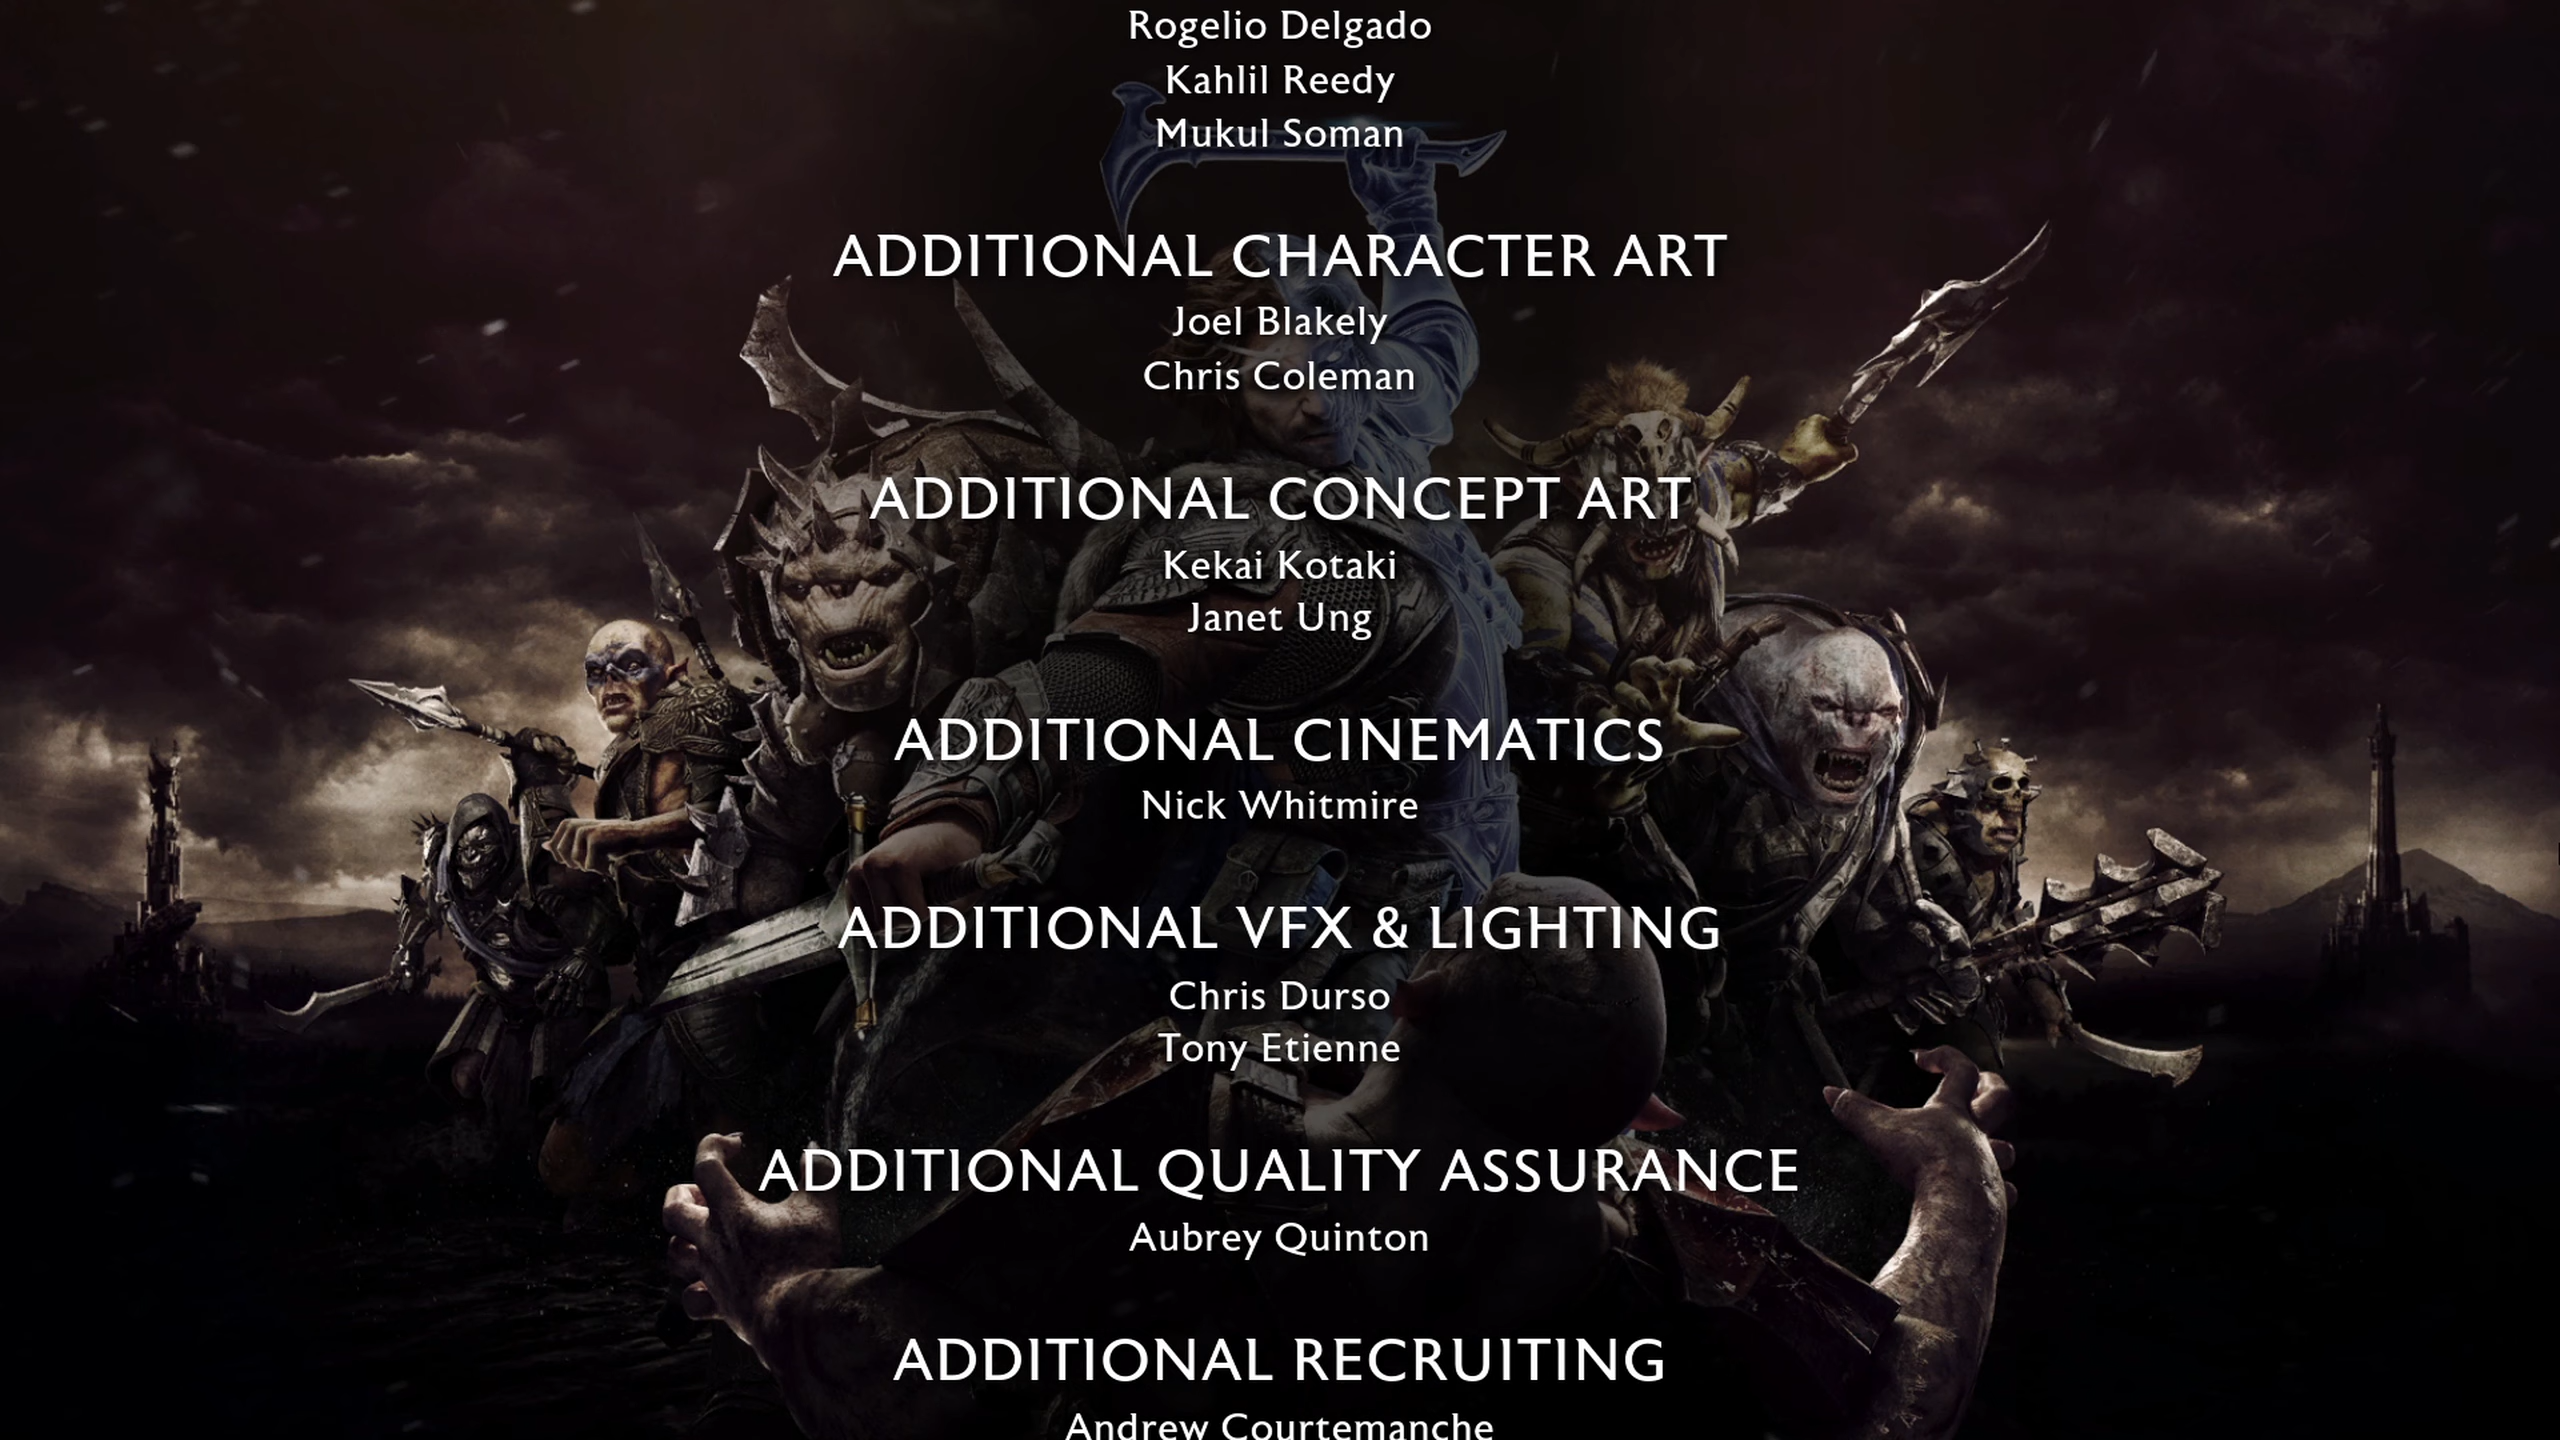 Rogelio Delgado
Kahlil Reedy
Mukul Soman
ADDITIONAL CHARACTER ART
Joel Blakely
Chris Coleman
ADDITIONAL CONCEPT ART
Kekai Kotaki
Janet Ung
ADDITIONAL CINEMATICS
Nick Whitmire
ADDITIONAL VFX & LIGHTING
Chris Durso
Tony Etienne
ADDITIONAL QUALITY ASSURANCE
Aubrey Quinton
ADDITIONAL RECRUITING
Andrew Courtemanche